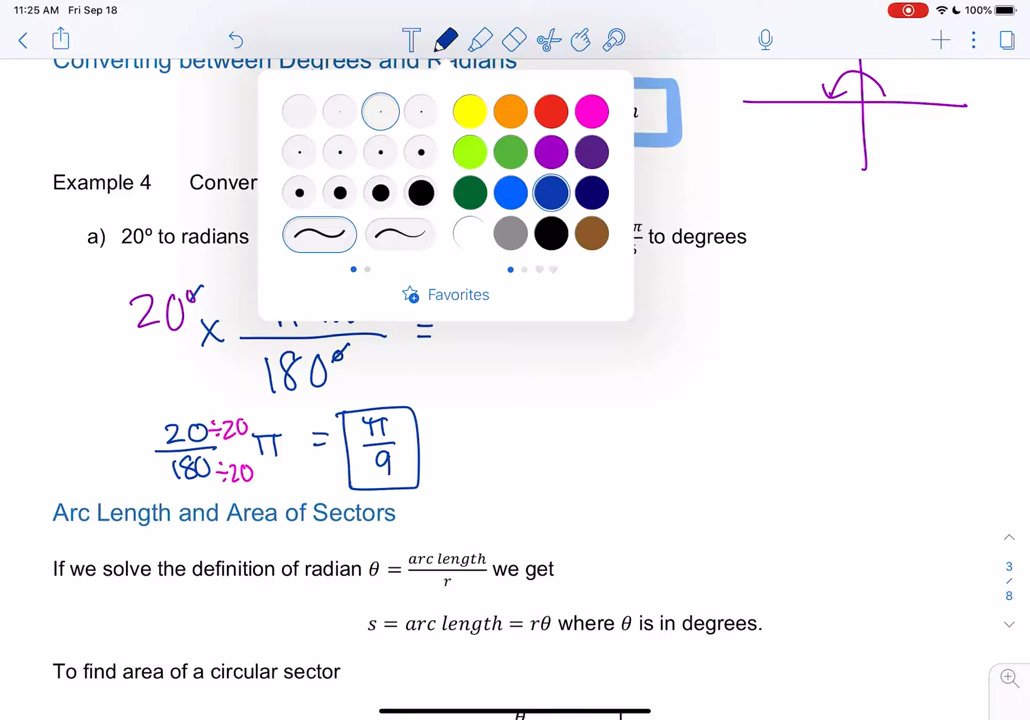 11:25 AM Fri Sep 18
100%
Converting between Degrees and Radians
Example 4 Conver
a) 20º to radians
π to degrees
Favorites
20°
x
180°
=
20÷20
180÷20
π = π
9
Arc Length and Area of Sectors
If we solve the definition of radian θ = arc length
r
we get
s = arc length = rθ where θ is in degrees.
To find area of a circular sector
3
/
8